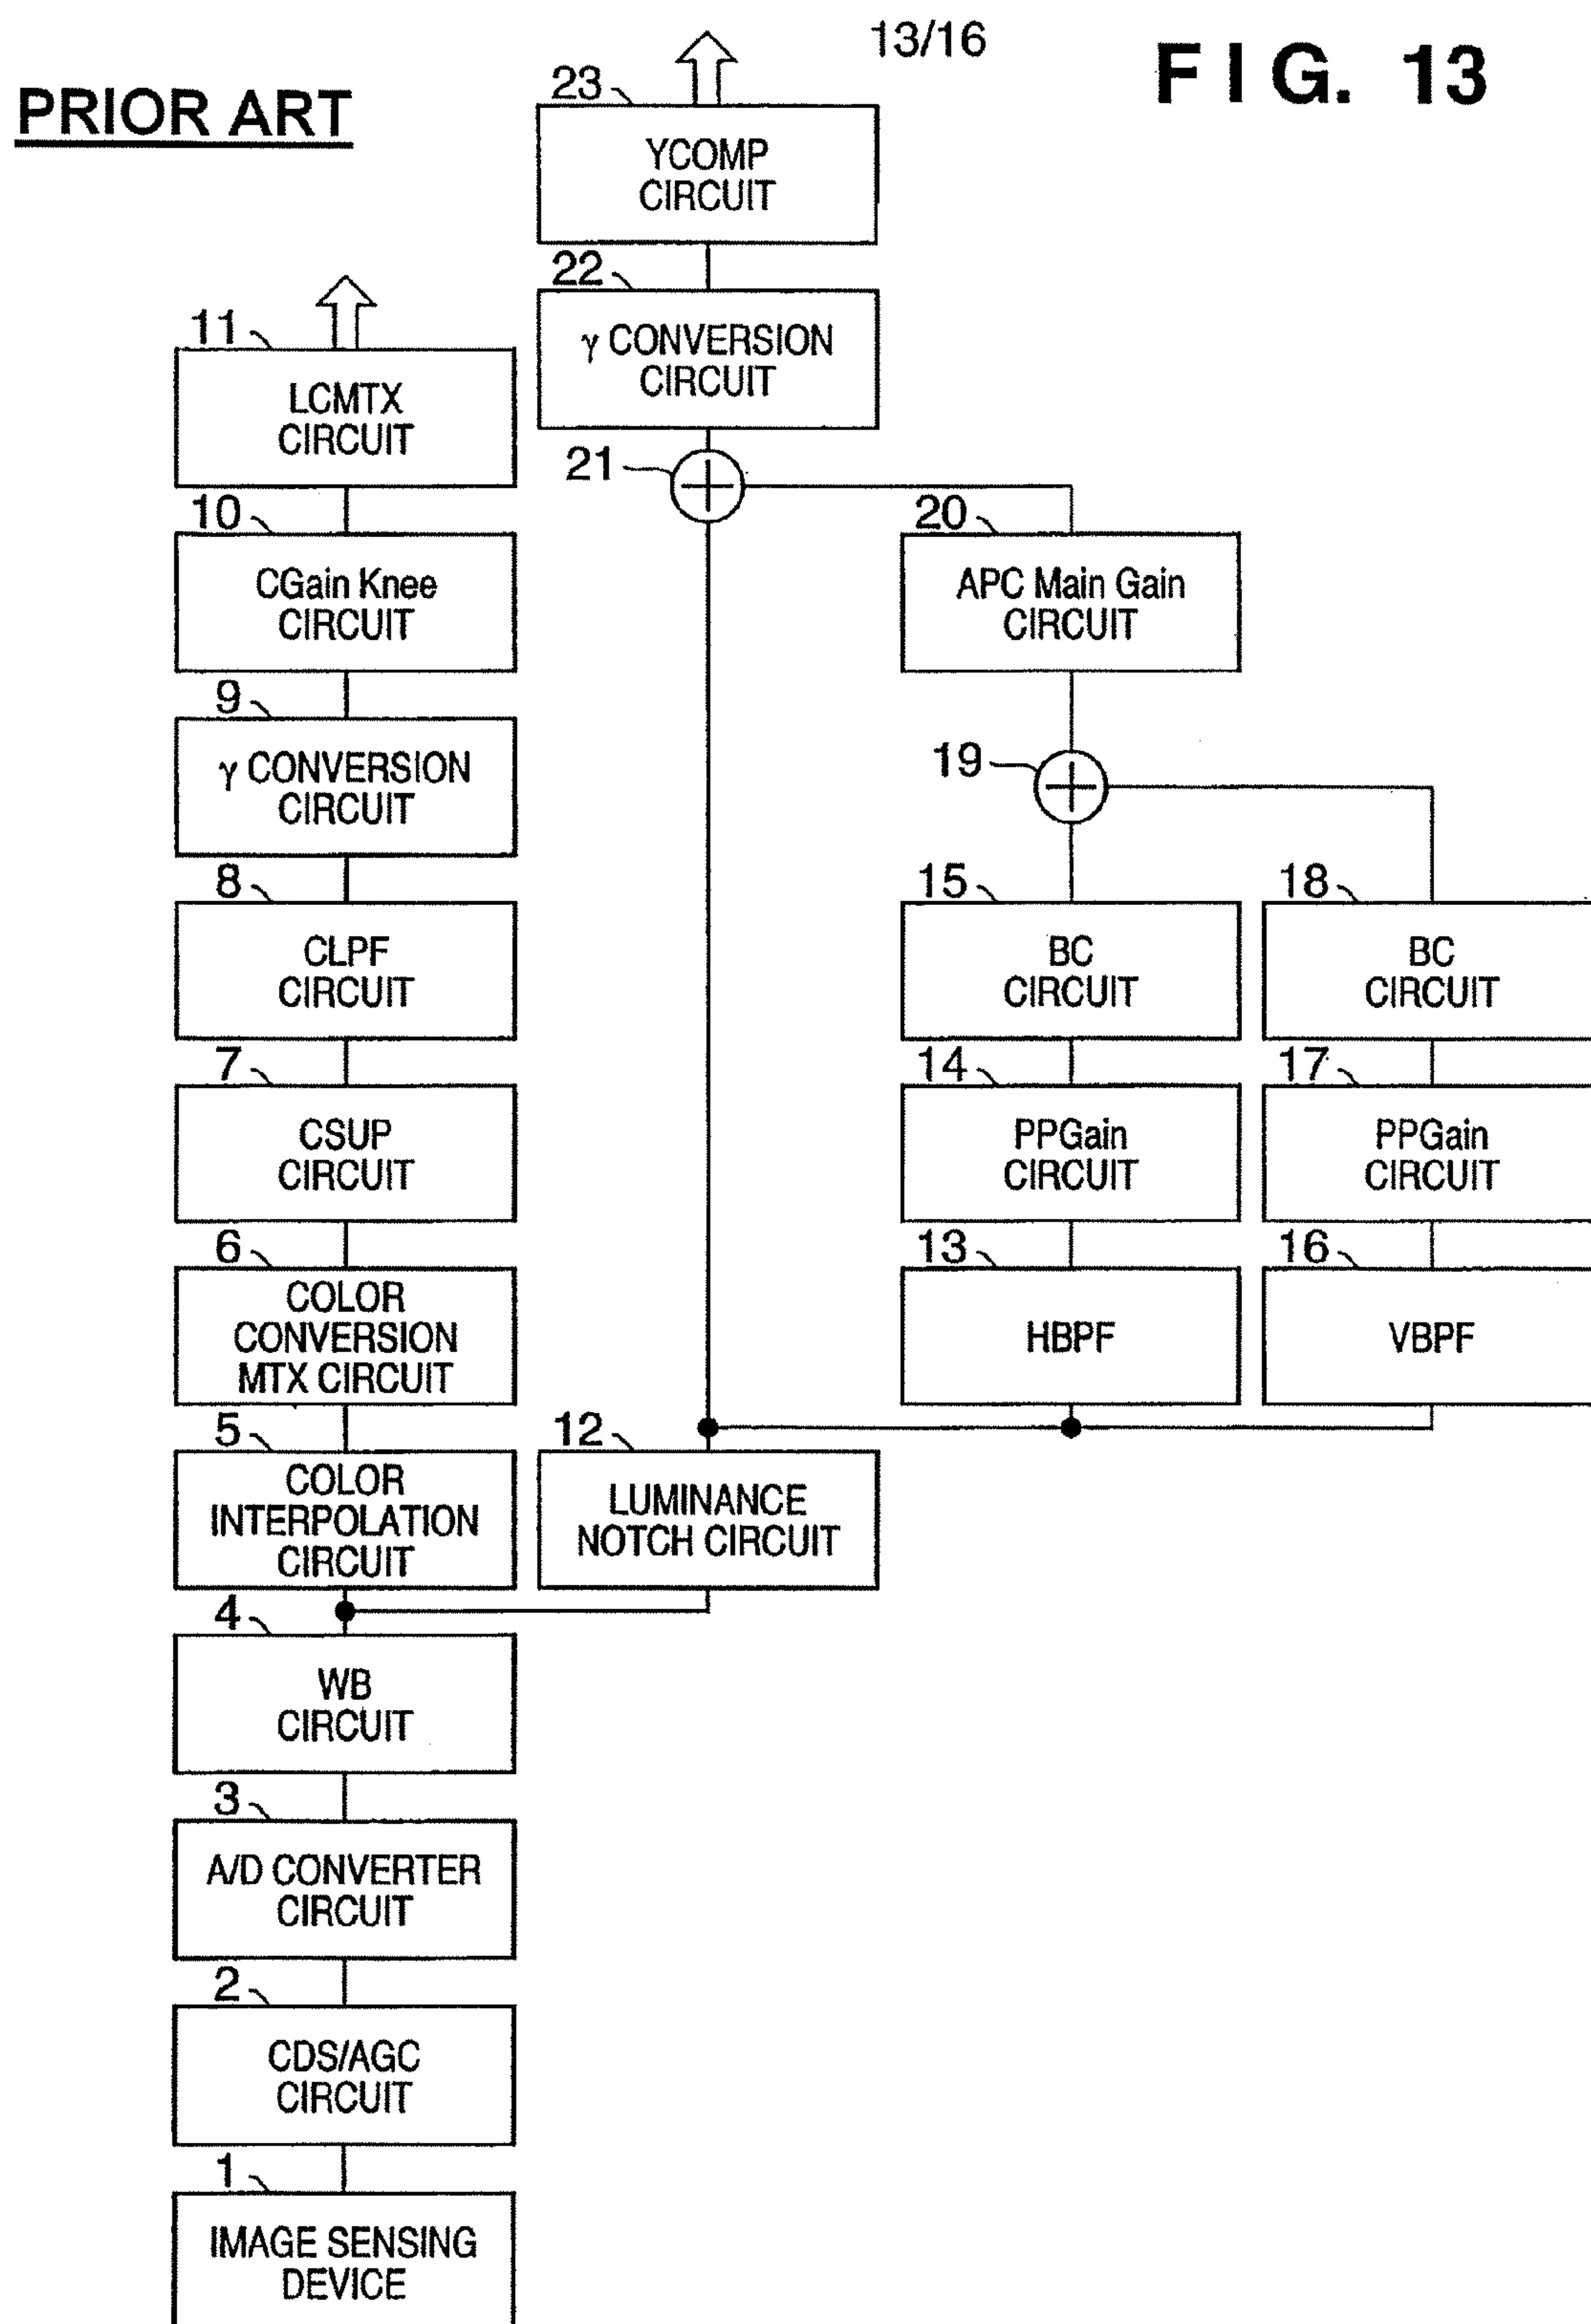 13/16
FIG. 13
PRIOR ART
23
YCOMP
CIRCUIT
22
γ CONVERSION
CIRCUIT
21
11
LCMTX
CIRCUIT
10
CGain Knee
CIRCUIT
9
γ CONVERSION
CIRCUIT
8
CLPF
CIRCUIT
7
CSUP
CIRCUIT
6
COLOR
CONVERSION
MTX CIRCUIT
5
COLOR
INTERPOLATION
CIRCUIT
4
WB
CIRCUIT
3
A/D CONVERTER
CIRCUIT
2
CDS/AGC
CIRCUIT
1
IMAGE SENSING
DEVICE
12
LUMINANCE
NOTCH CIRCUIT
20
APC Main Gain
CIRCUIT
19
15
BC
CIRCUIT
14
PPGain
CIRCUIT
13
HBPF
18
BC
CIRCUIT
17
PPGain
CIRCUIT
16
VBPF